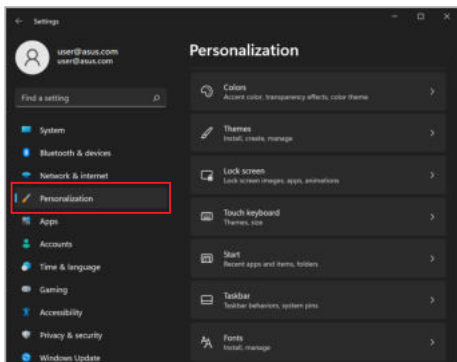 Settings
user@asus.com
user@asus.com
Find a setting
System
Bluetooth & devices
Network & internet
Personalization
Apps
Accounts
Time & language
Gaming
Accessibility
Privacy & security
Windows Update
Personalization
Colors
Accent color, transparency effects, color theme
Themes
Install, create, manage
Lock screen
Lock screen images, apps, animations
Touch keyboard
Themes, size
Start
Recent apps and items, folders
Taskbar
Taskbar behaviors, system pins
Fonts
Install, manage